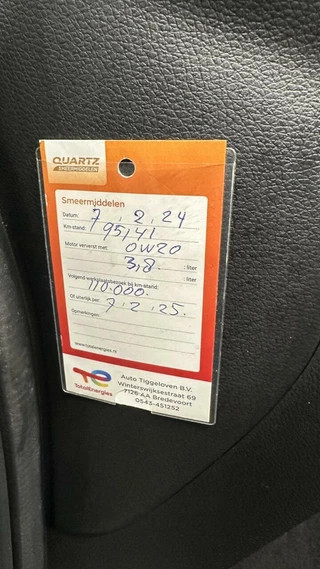 QUARTZ
SMEERMIDDELEN
Smeermiddelen
Datum: 7 . 2 . 24
Km-stand: 95141
Motor ververst met: 0W20
3,8. liter
: liter
Volgend werkplaatsbezoek bij km-stand:
110.000.
Of uiterlijk per: 7 . 2 . 25.
Opmerkingen:
www.totalenergies.nl
TotalEnergies
Auto Tiggeloven B.V.
Winterswijksestraat 69
7126 AA Bredevoort
0543-451252